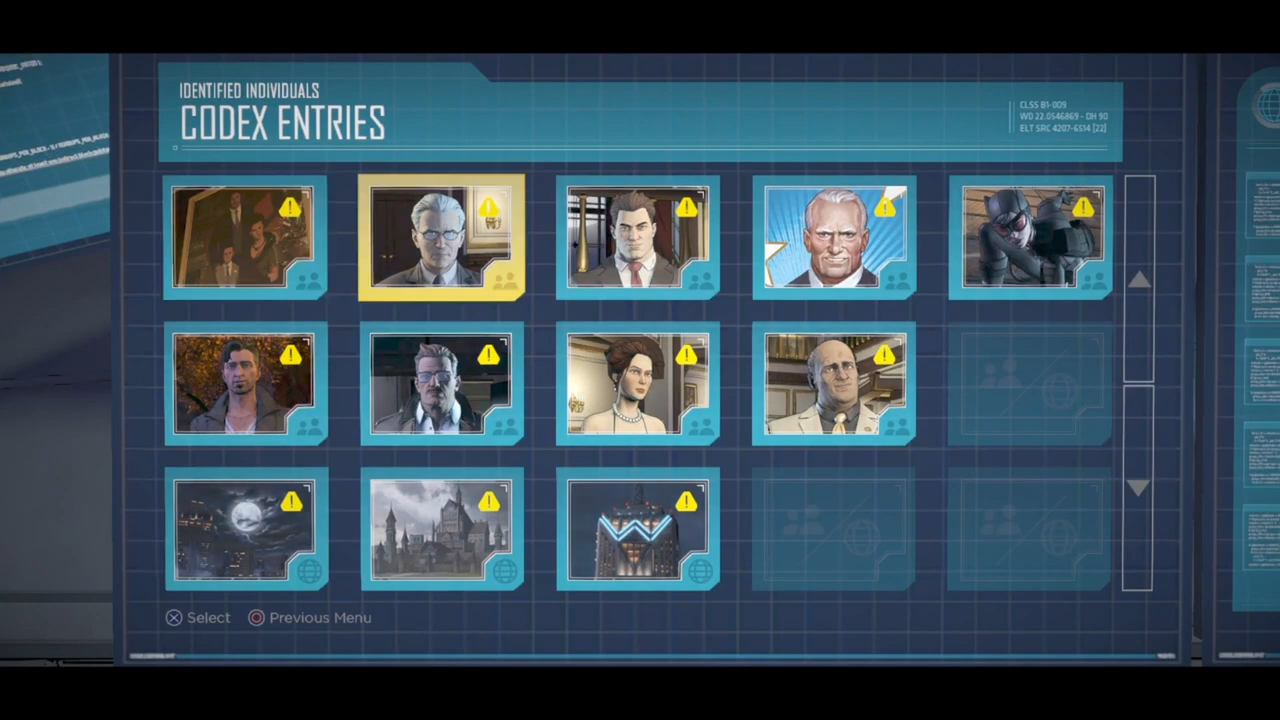 IDENTIFIED INDIVIDUALS
CODEX ENTRIES
CLSS B1-009
WD 22.0546869 - DH 90
ELT SRC 4207-6514 [22]
Select
Previous Menu